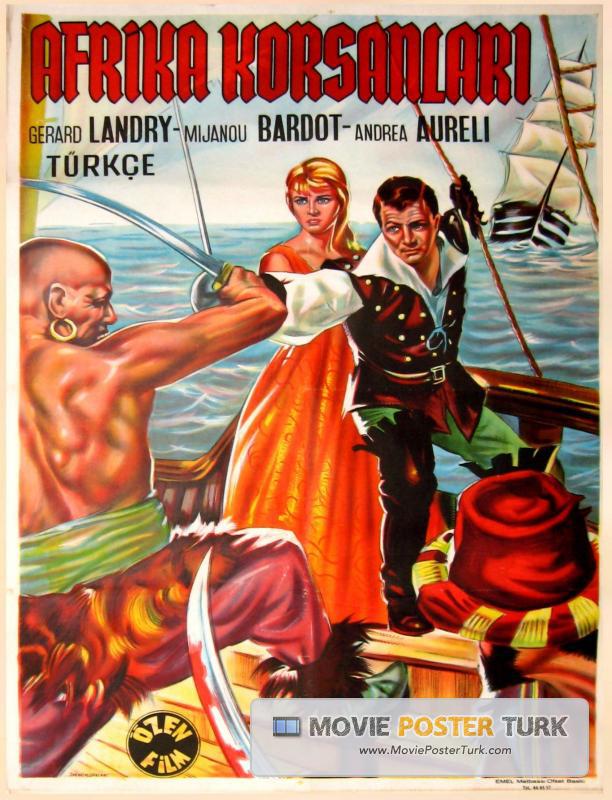 AFRİKA KORSANLARI
GERARD LANDRY-MIJANOU BARDOT-ANDREA AURELI
TÜRKÇE
ÖZEN
FİLM
MOVIE POSTER TURK
www.MoviePosterTurk.com
EMEL Matbaası Ofset Baskı